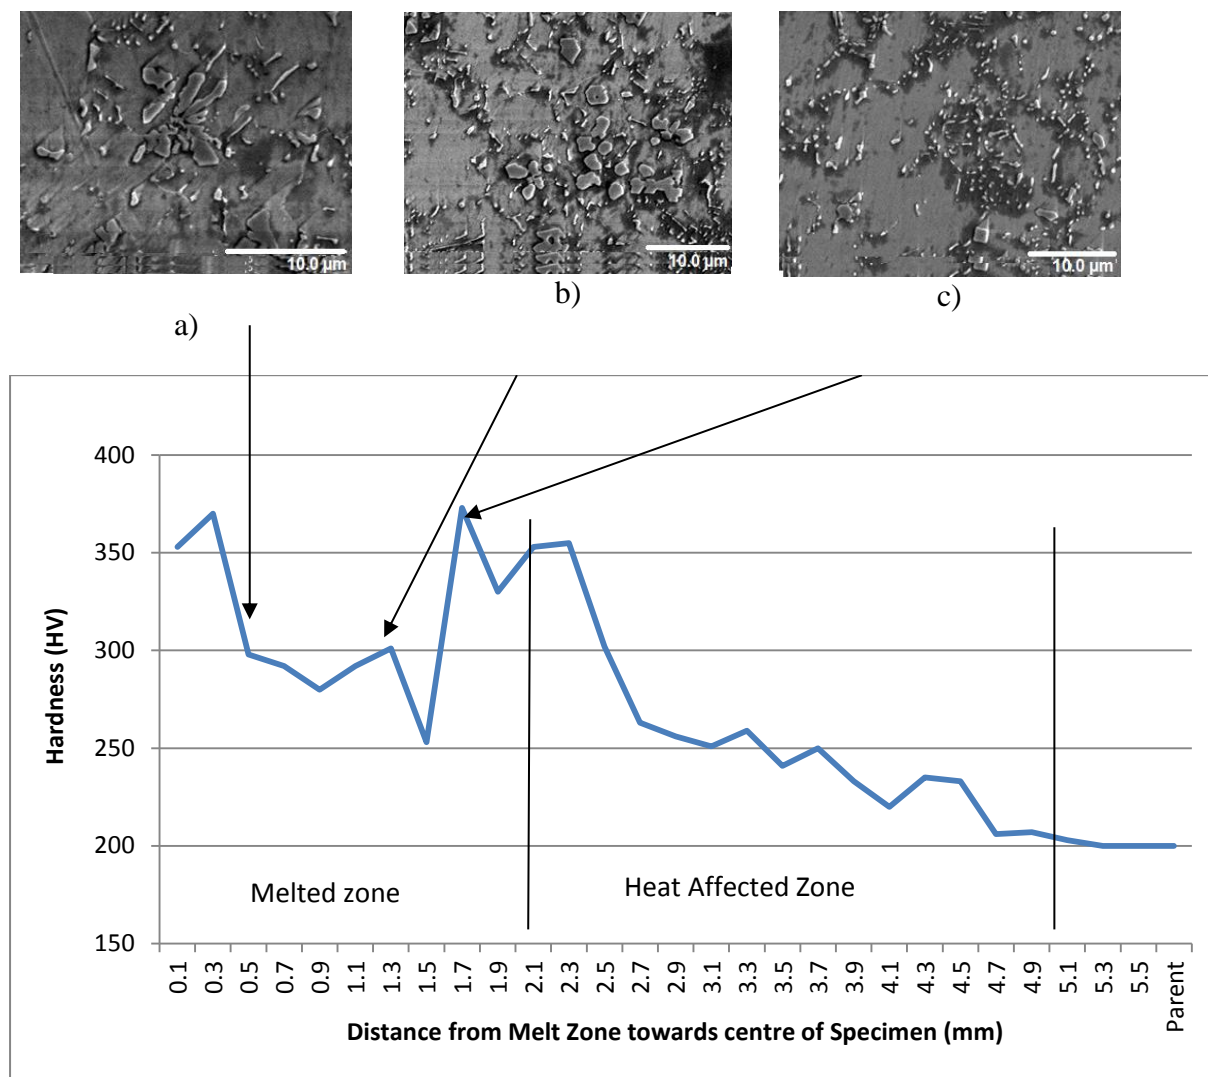 10.0 µm
10.0 µm
10.0 µm
a)
b)
c)
400
350
300
250
200
150
Hardness (HV)
Melted zone
Heat Affected Zone
0.1 0.3 0.5 0.7 0.9 1.1 1.3 1.5 1.7 1.9 2.1 2.3 2.5 2.7 2.9 3.1 3.3 3.5 3.7 3.9 4.1 4.3 4.5 4.7 4.9 5.1 5.3 5.5 Parent
Distance from Melt Zone towards centre of Specimen (mm)